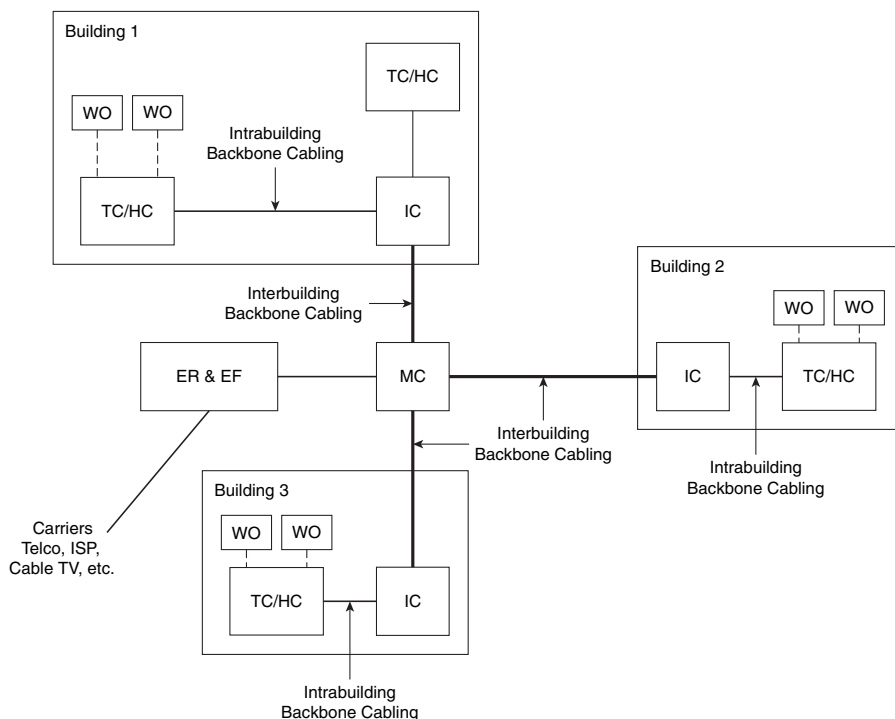 Building 1
TC/HC
WO
WO
Intrabuilding
Backbone Cabling
TC/HC
IC
Building 2
Interbuilding
Backbone Cabling
WO
WO
ER & EF
MC
IC
TC/HC
Interbuilding
Backbone Cabling
Intrabuilding
Backbone Cabling
Building 3
WO
WO
Carriers
Telco, ISP,
Cable TV, etc.
TC/HC
IC
Intrabuilding
Backbone Cabling